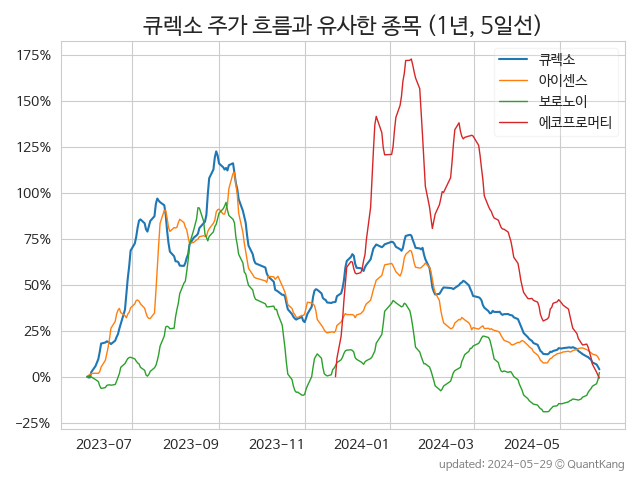 큐렉소 주가 흐름과 유사한 종목 (1년, 5일선)
175%
150%
125%
100%
75%
50%
25%
0%
−25%
큐렉소
아이센스
보로노이
에코프로머티
2023-07
2023-09
2023-11
2024-01
2024-03
2024-05
updated: 2024-05-29 © QuantKang